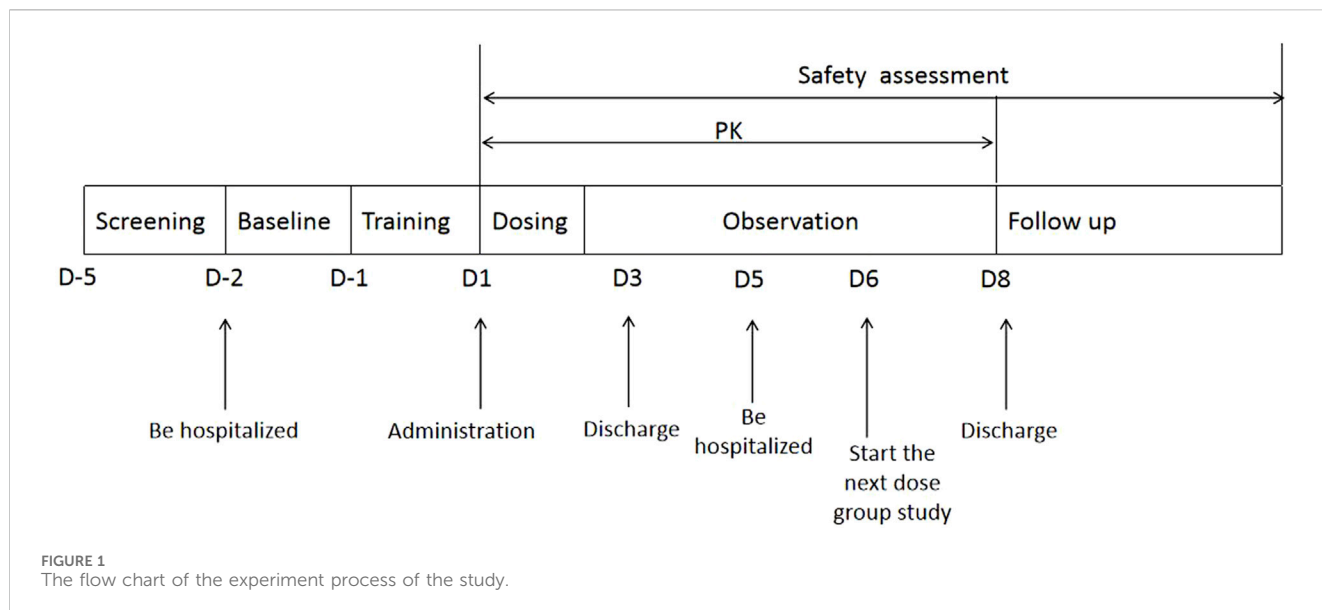 Safety assessment
PK
Screening Baseline Training Dosing Observation Follow up
D-5 D-2 D-1 D1 D3 D5 D6 D8
Be hospitalized
Administration
Discharge
Be
hospitalized
Start the
next dose
group study
Discharge
FIGURE 1
The flow chart of the experiment process of the study.